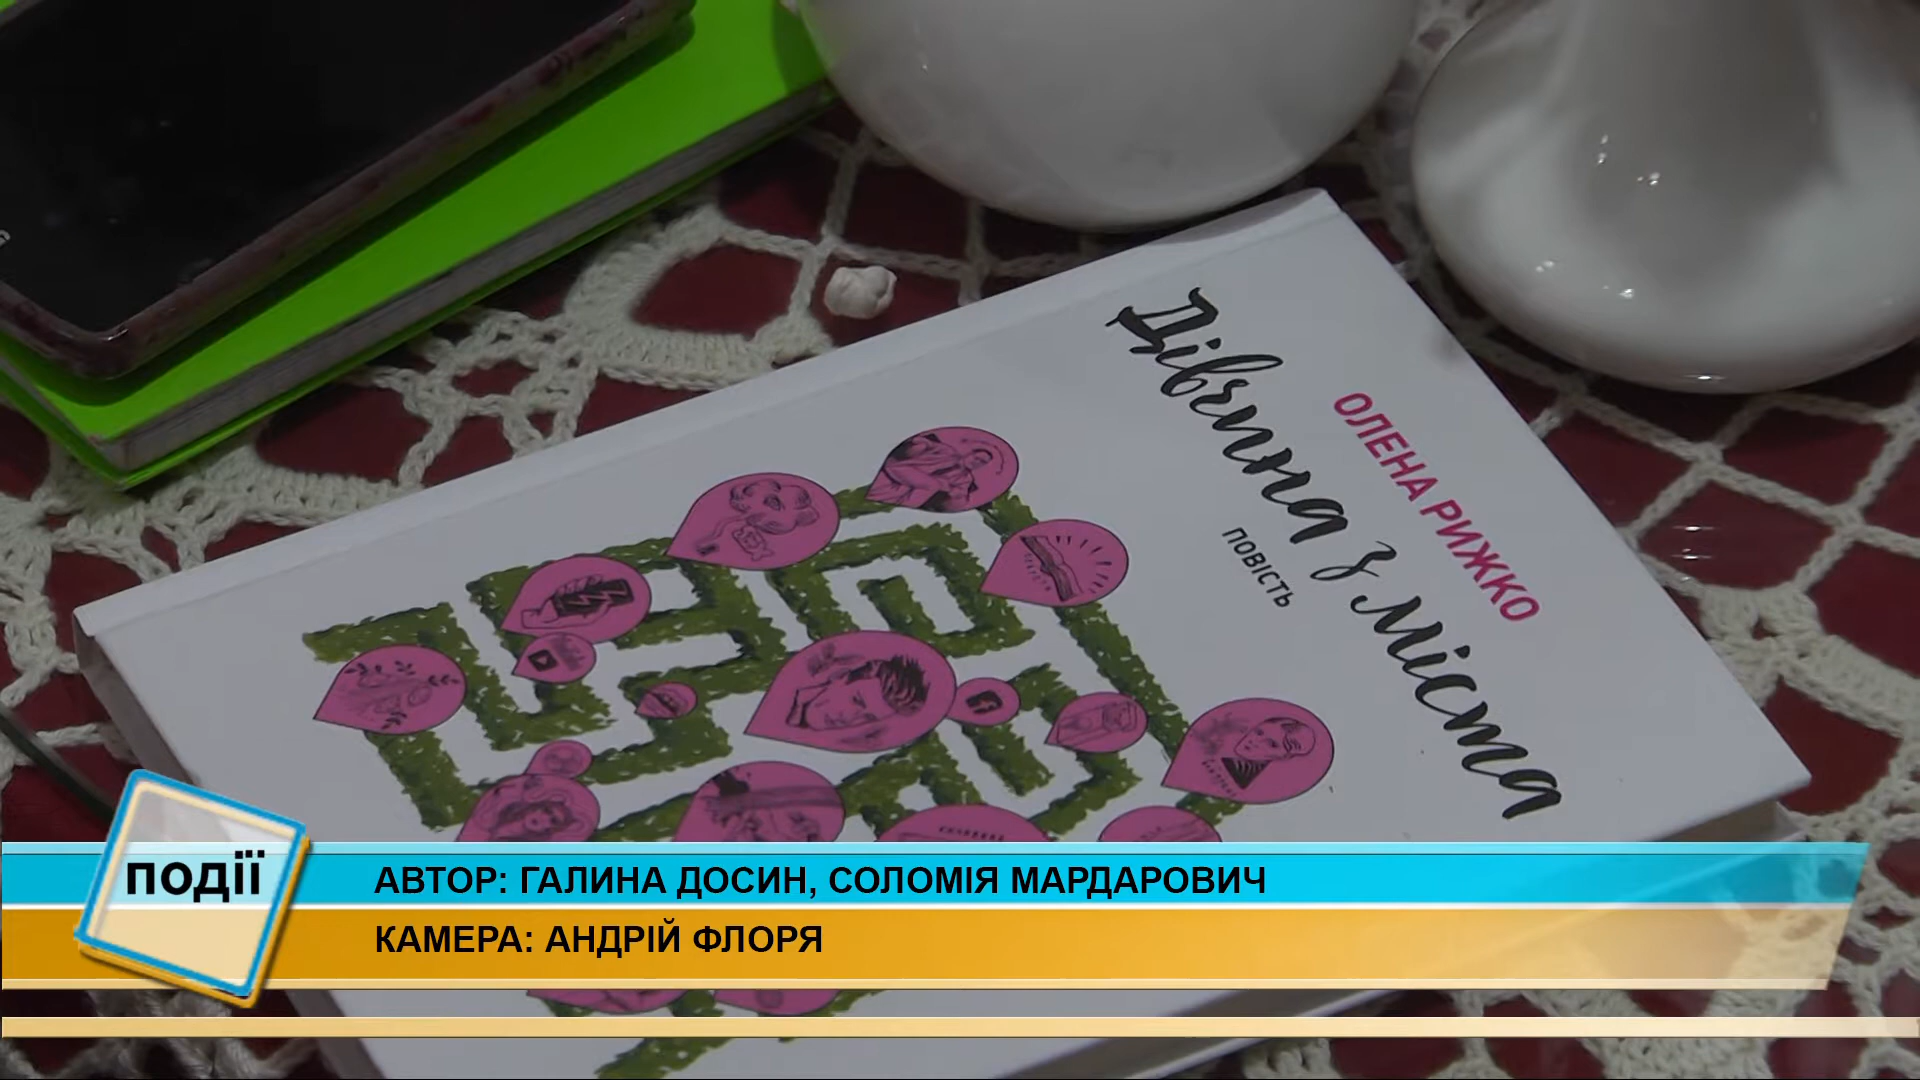 ОЛЕНА РИЖКО
Дівчина з міста
ПОВІСТЬ
події
АВТОР: ГАЛИНА ДОСИН, СОЛОМІЯ МАРДАРОВИЧ
КАМЕРА: АНДРІЙ ФЛОРЯ